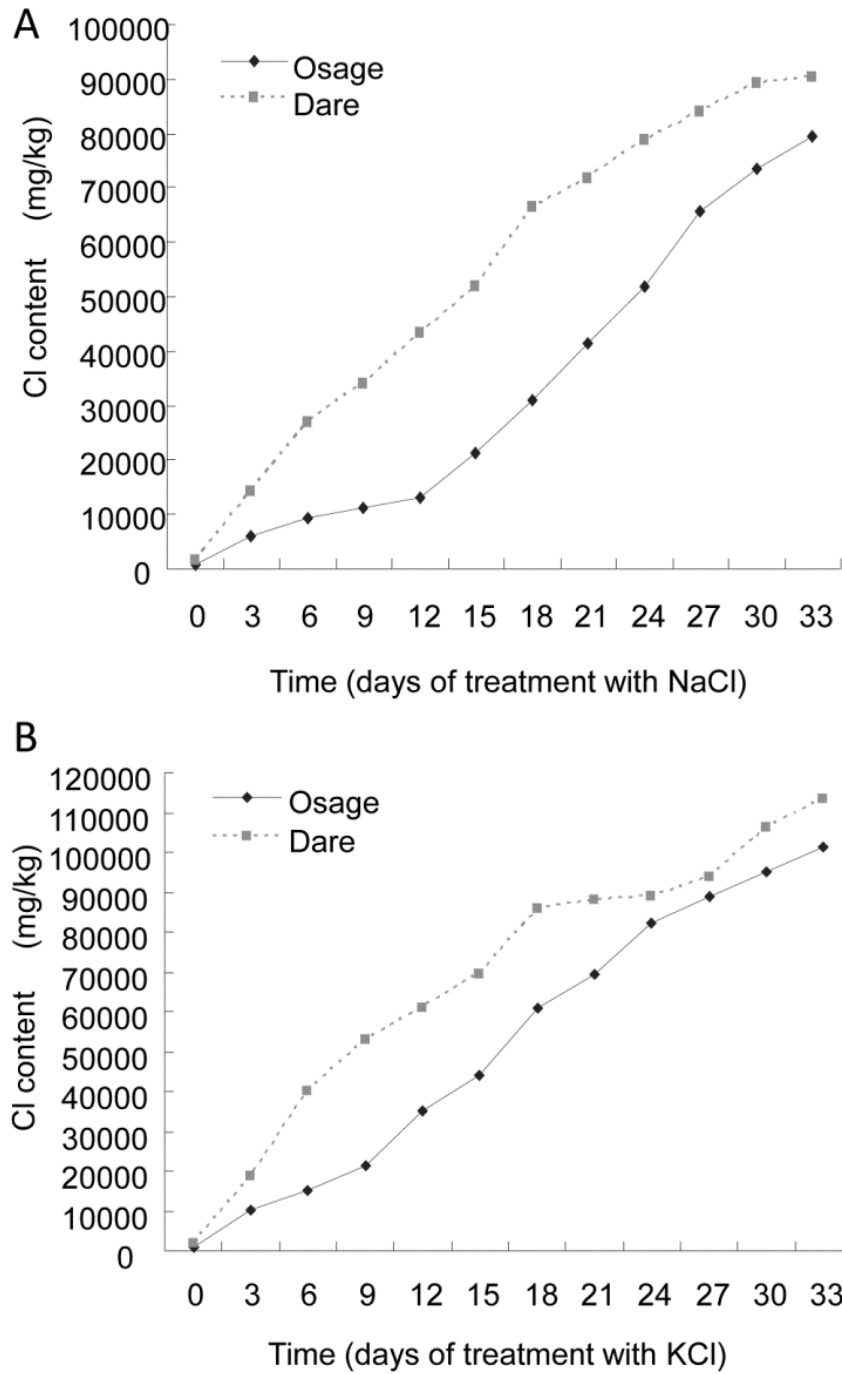 A
100000
90000
80000
70000
60000
50000
40000
30000
20000
10000
0
Cl content (mg/kg)
Osage
Dare
0 3 6 9 12 15 18 21 24 27 30 33
Time (days of treatment with NaCl)
B
120000
110000
100000
90000
80000
70000
60000
50000
40000
30000
20000
10000
0
Cl content (mg/kg)
Osage
Dare
0 3 6 9 12 15 18 21 24 27 30 33
Time (days of treatment with KCl)